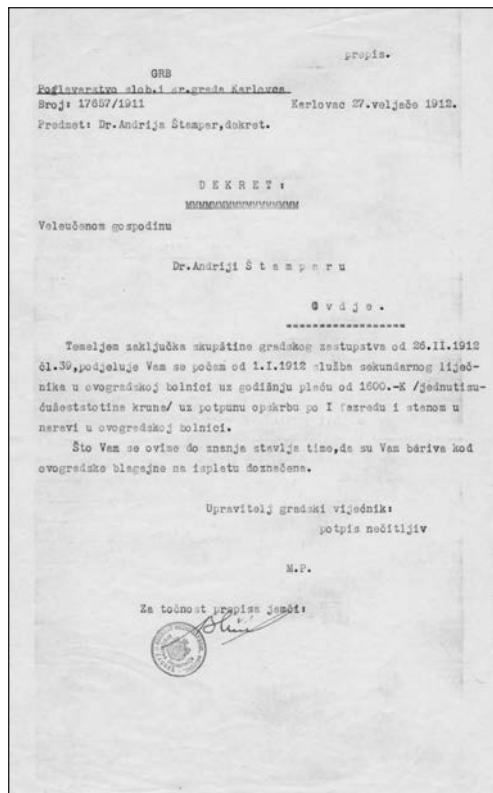 prepis.
GRB
Poglavarstvo slob.i kr.grada Karlovca
Broj: 17657/1911 Karlovac 27.veljače 1912.
Predmet: Dr.Andrija Štampar,dekret.
D E K R E T :
Veleučenom gospodinu
Dr.Andriji Š t a m p a r u
O v d j e .
Temeljem zaključka skupštine gradskog zastupstva od 26.II.1912
čl.39,podjeljuje Vam se počam od 1.I.1912 služba sekundarnog liječ-
nika u ovogradskoj bolnici uz godišnju plaću od 1600.-K /jednutisu-
ćušeststotine kruna/ uz potpunu opskrbu po I razredu i stanom u
naravi u ovogradskoj bolnici.
Što Vam se ovime do znanja stavlja time,da su Vam beriva kod
ovogradske blagajne na isplatu doznačena.
Upravitelj gradski vijećnik:
potpis nečitljiv
M.P.
Za točnost prepisa jamči: